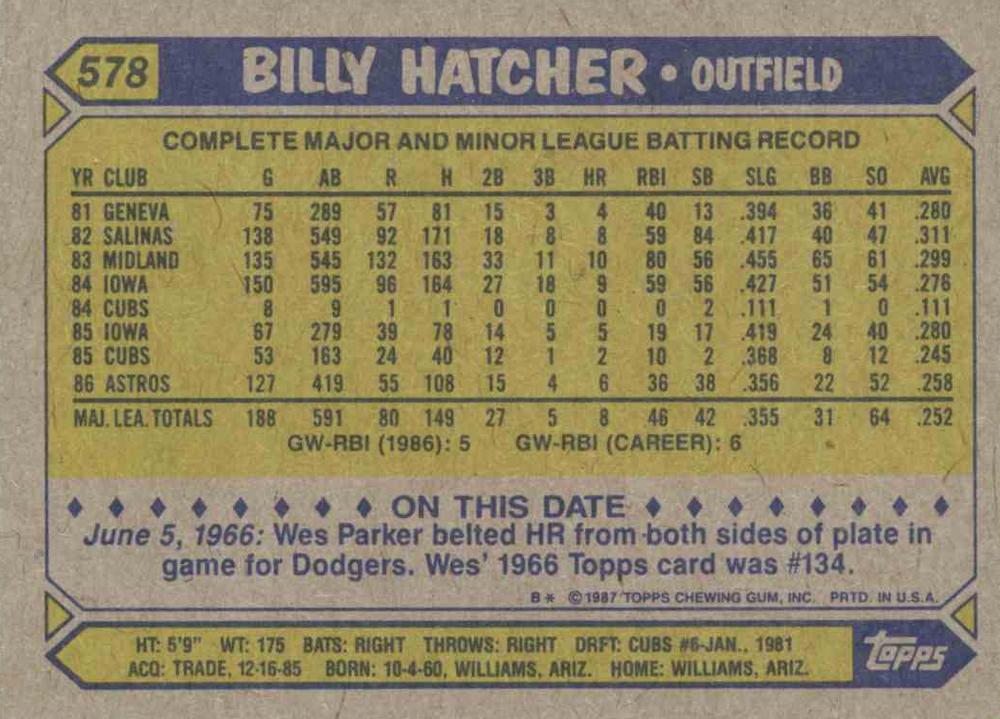 578 BILLY HATCHER • OUTFIELD
COMPLETE MAJOR AND MINOR LEAGUE BATTING RECORD
YR CLUB G AB R H 2B 3B HR RBI SB SLG BB SO AVG
81 GENEVA 75 289 57 81 15 3 4 40 13 .394 36 41 .280
82 SALINAS 138 549 92 171 18 8 8 59 84 .417 40 47 .311
83 MIDLAND 135 545 132 163 33 11 10 80 56 .455 65 61 .299
84 IOWA 150 595 96 164 27 18 9 59 56 .427 51 54 .276
84 CUBS 8 9 1 1 0 0 0 0 2 .111 1 0 .111
85 IOWA 67 279 39 78 14 5 5 19 17 .419 24 40 .280
85 CUBS 53 163 24 40 12 1 2 10 2 .368 8 12 .245
86 ASTROS 127 419 55 108 15 4 6 36 38 .356 22 52 .258
MAJ. LEA. TOTALS 188 591 80 149 27 5 8 46 42 .355 31 64 .252
GW-RBI (1986): 5 GW-RBI (CAREER): 6
♦ ♦ ♦ ♦ ♦ ♦ ♦ ♦ ON THIS DATE ♦ ♦ ♦ ♦ ♦ ♦ ♦ ♦
June 5, 1966: Wes Parker belted HR from both sides of plate in
game for Dodgers. Wes' 1966 Topps card was #134.
B* ©1987 TOPPS CHEWING GUM, INC. PRTD. IN U.S.A.
HT: 5'9" WT: 175 BATS: RIGHT THROWS: RIGHT DRFT: CUBS #6-JAN., 1981
ACQ: TRADE, 12-16-85 BORN: 10-4-60, WILLIAMS, ARIZ. HOME: WILLIAMS, ARIZ.
topps